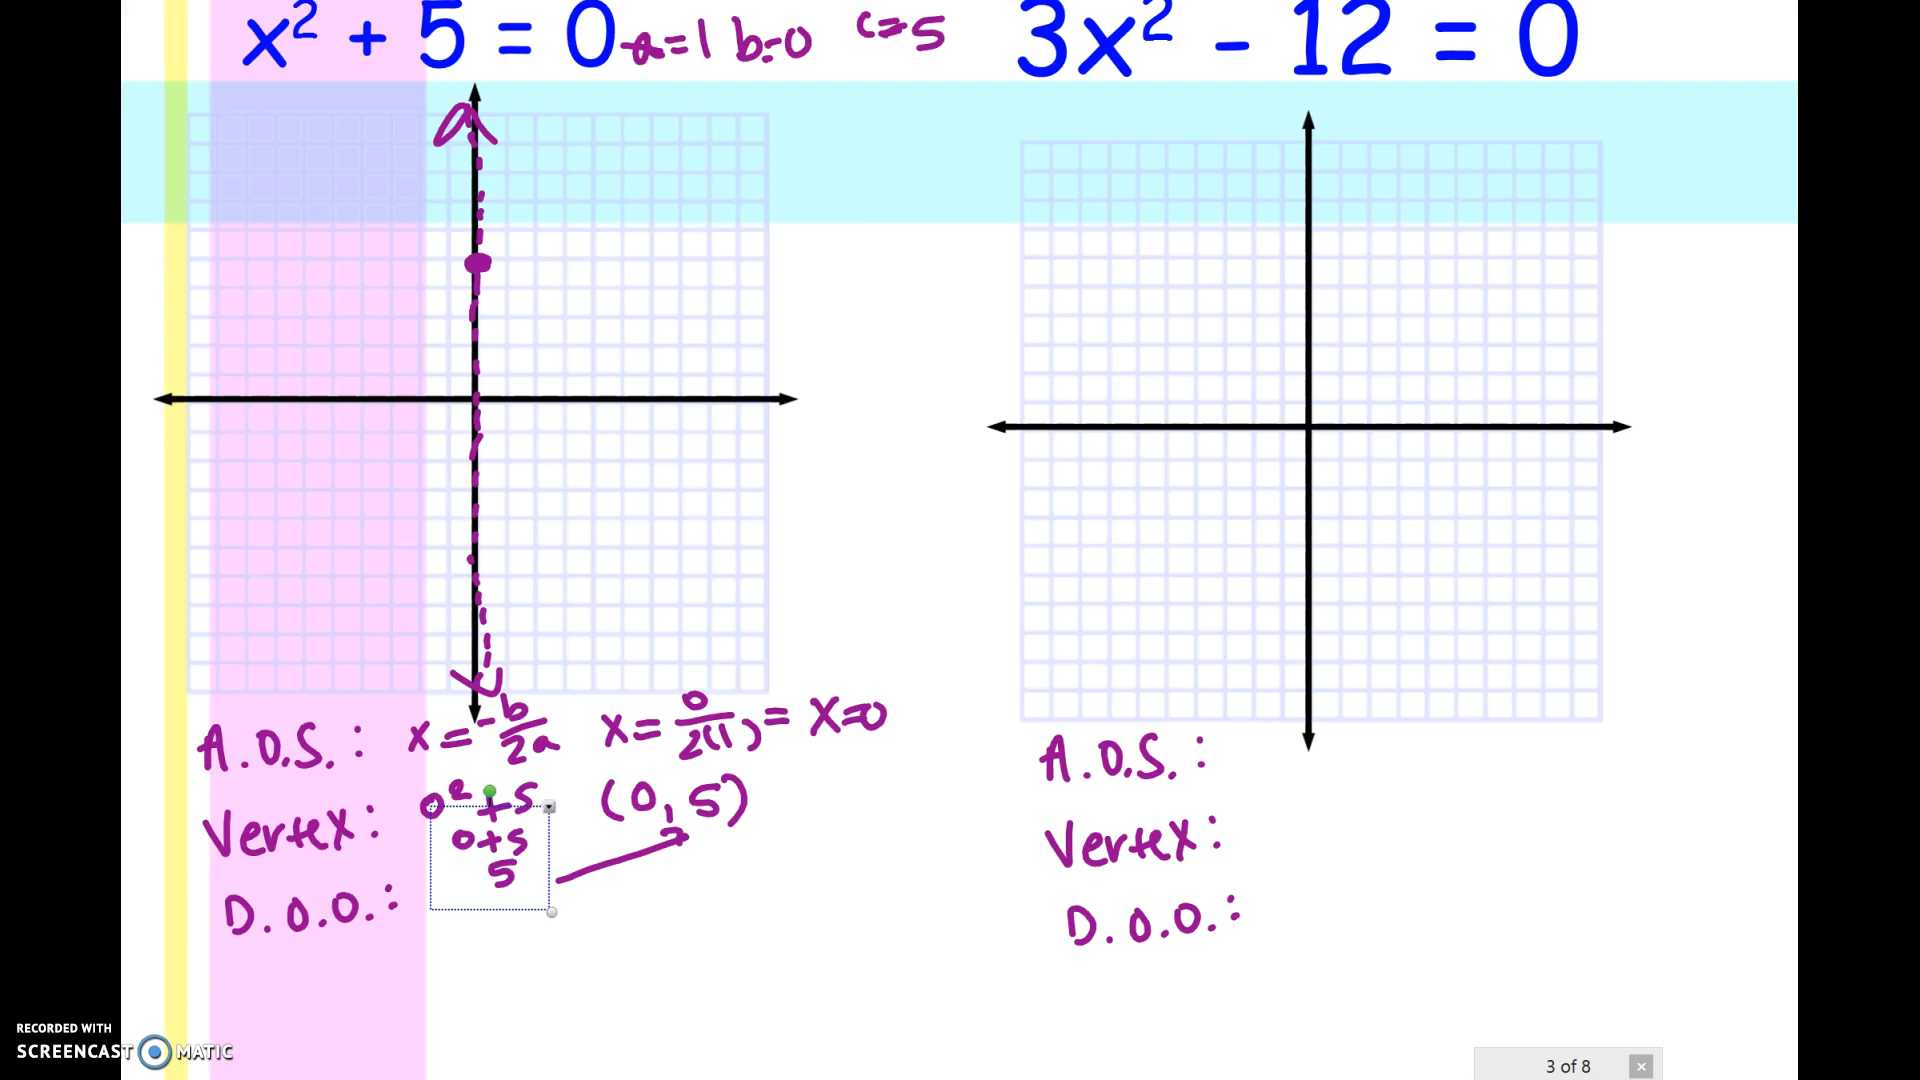 x² + 5 = 0 a=1 b=0 c=5
3x² - 12 = 0
A.O.S.: x = -b/2a x = 0/2(1) = x=0
Vertex: 0²+5 (0,5)
0+5
5
D.O.O.:
A.O.S.:
Vertex:
D.O.O.:
RECORDED WITH
SCREENCAST MATIC
3 of 8